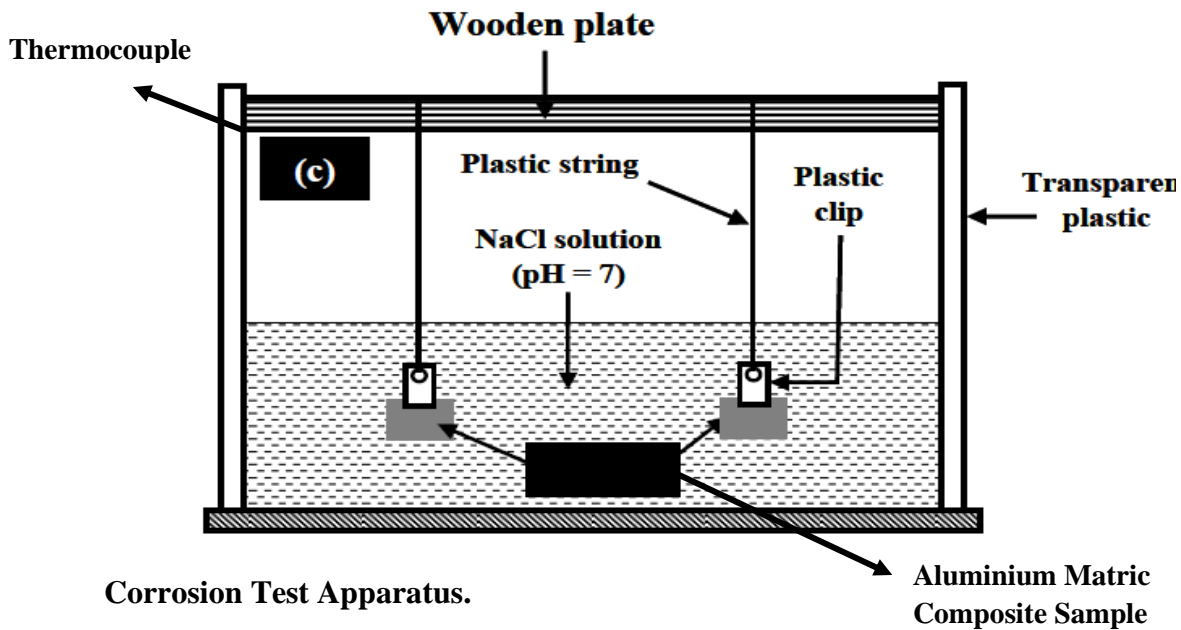 Wooden plate
Thermocouple
(c)
Plastic string
Plastic
clip
Transparen
plastic
NaCl solution
(pH = 7)
Corrosion Test Apparatus.
Aluminium Matric
Composite Sample